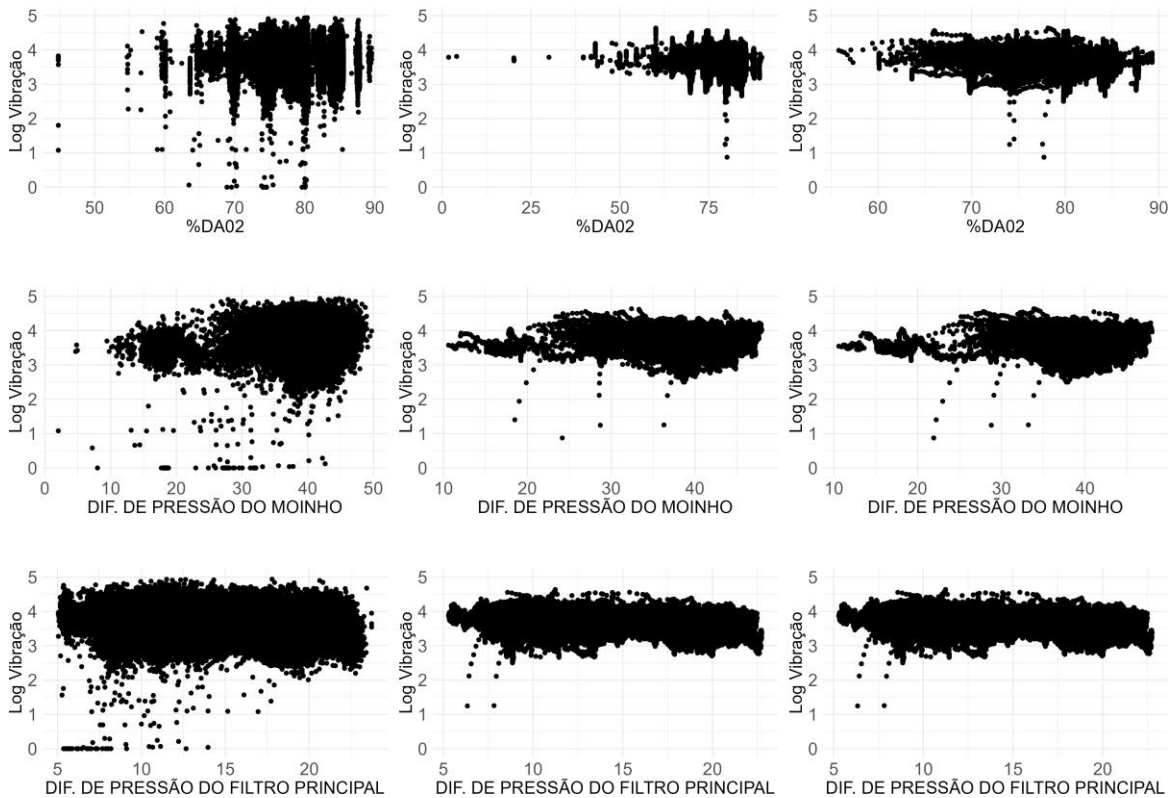 5
4
3
2
1
0
Log Vibração
50 60 70 80 90
%DA02
5
4
3
2
1
0
Log Vibração
0 25 50 75
%DA02
5
4
3
2
1
0
Log Vibração
60 70 80 90
%DA02
5
4
3
2
1
0
Log Vibração
0 10 20 30 40 50
DIF. DE PRESSÃO DO MOINHO
5
4
3
2
1
0
Log Vibração
10 20 30 40
DIF. DE PRESSÃO DO MOINHO
5
4
3
2
1
0
Log Vibração
10 20 30 40
DIF. DE PRESSÃO DO MOINHO
5
4
3
2
1
0
Log Vibração
5 10 15 20
DIF. DE PRESSÃO DO FILTRO PRINCIPAL
5
4
3
2
1
0
Log Vibração
5 10 15 20
DIF. DE PRESSÃO DO FILTRO PRINCIPAL
5
4
3
2
1
0
Log Vibração
5 10 15 20
DIF. DE PRESSÃO DO FILTRO PRINCIPAL